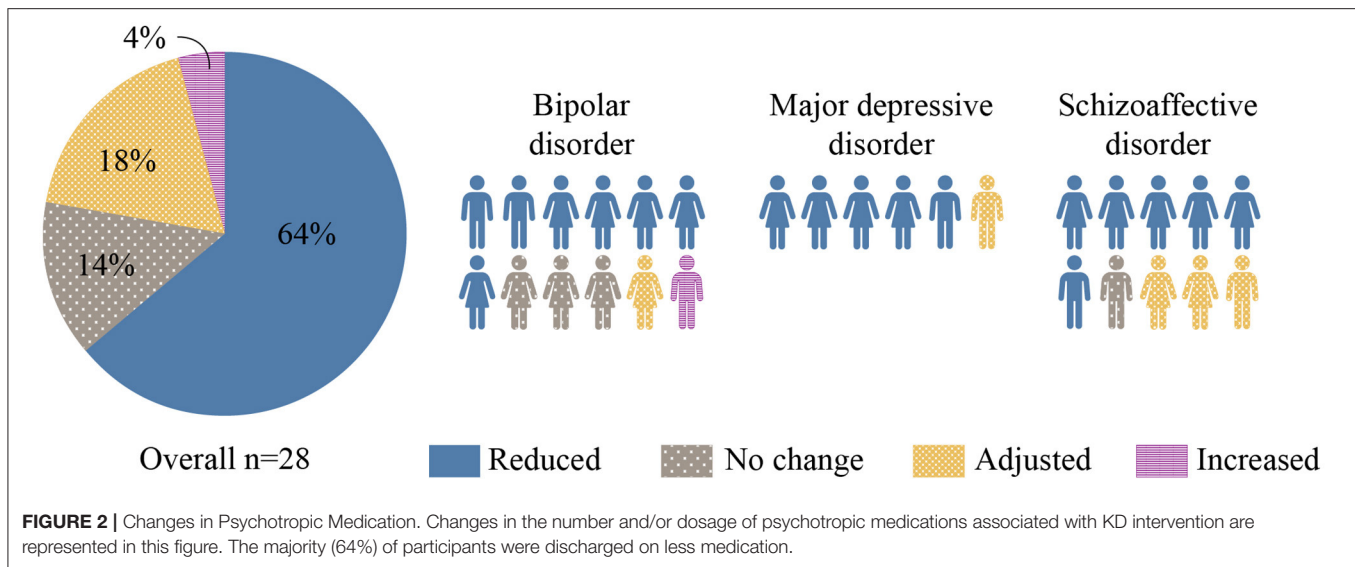 4%
18%
14%
64%
Overall n=28
Bipolar
disorder
Major depressive
disorder
Schizoaffective
disorder
Reduced
No change
Adjusted
Increased
FIGURE 2 | Changes in Psychotropic Medication. Changes in the number and/or dosage of psychotropic medications associated with KD intervention are
represented in this figure. The majority (64%) of participants were discharged on less medication.